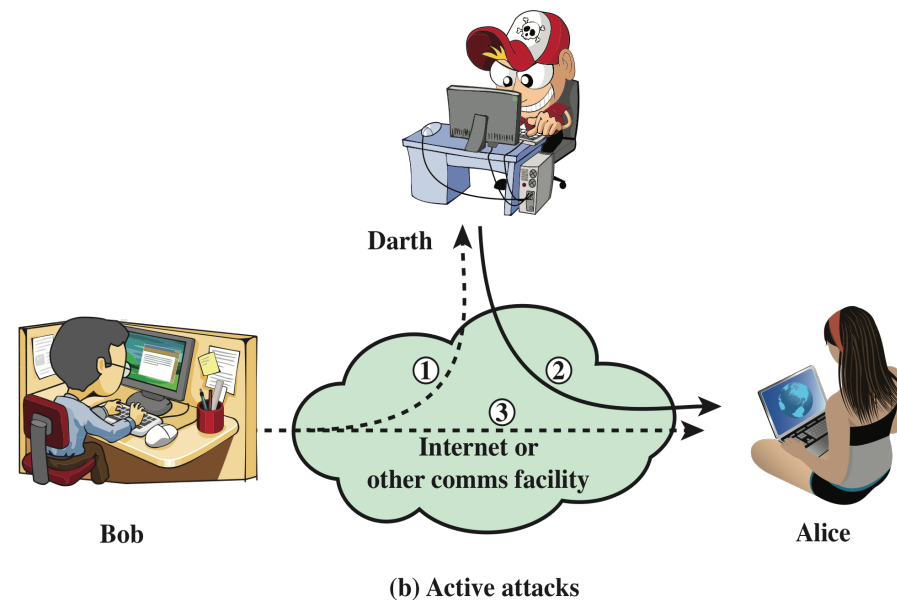 Darth
①
②
③
Internet or
other comms facility
Bob
Alice
(b) Active attacks